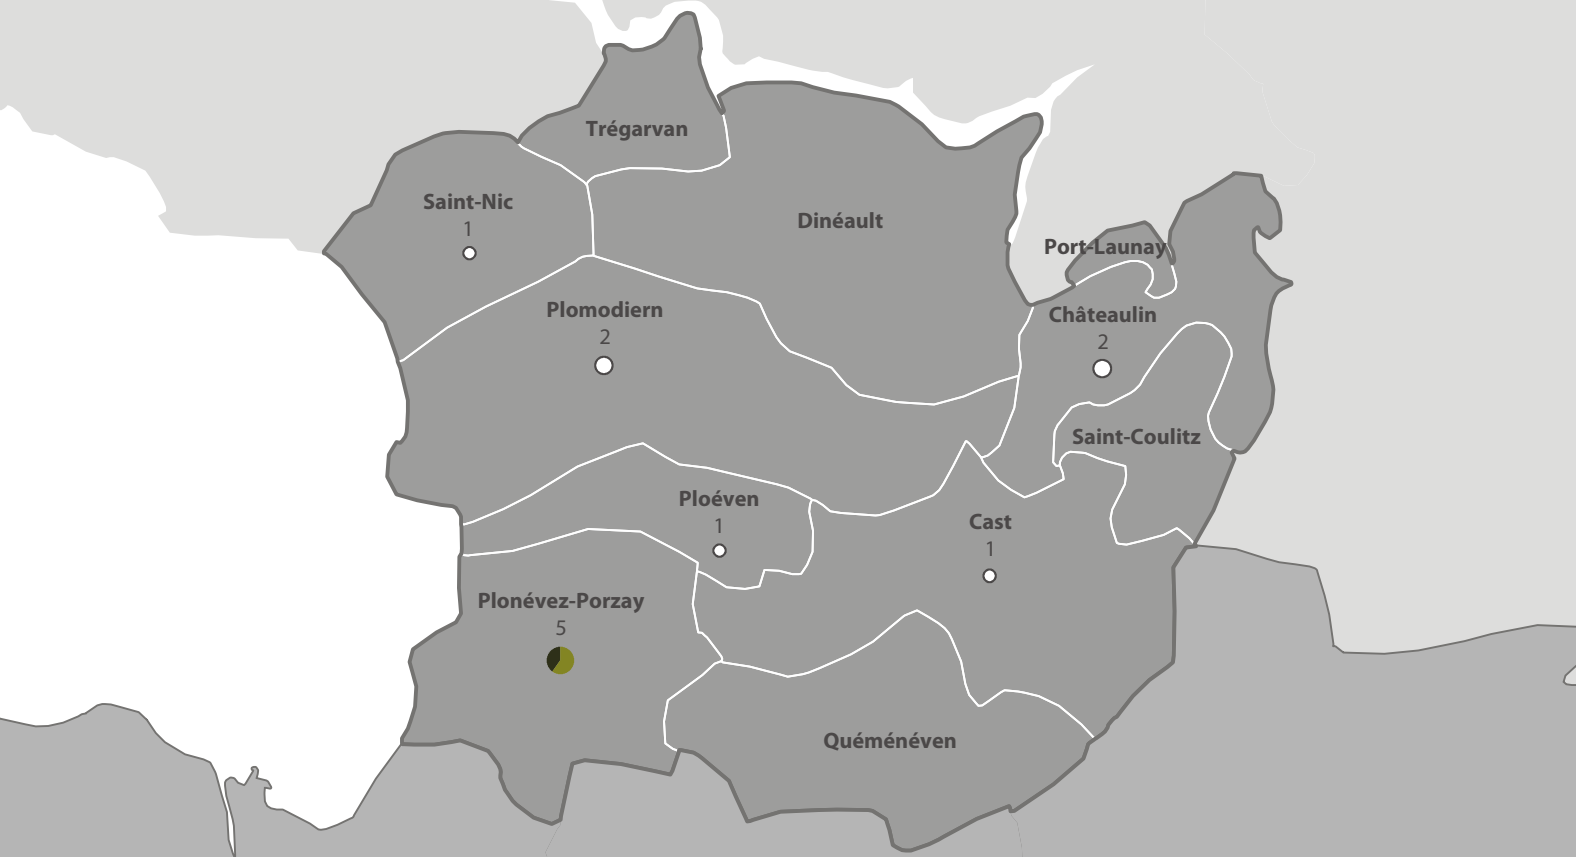 Trégarvan
Saint-Nic
1
Dinéault
Port-Launay
Plomodiern
2
Châteaulin
2
Saint-Coulitz
Ploéven
1
Cast
1
Plonévez-Porzay
5
Quéménéven